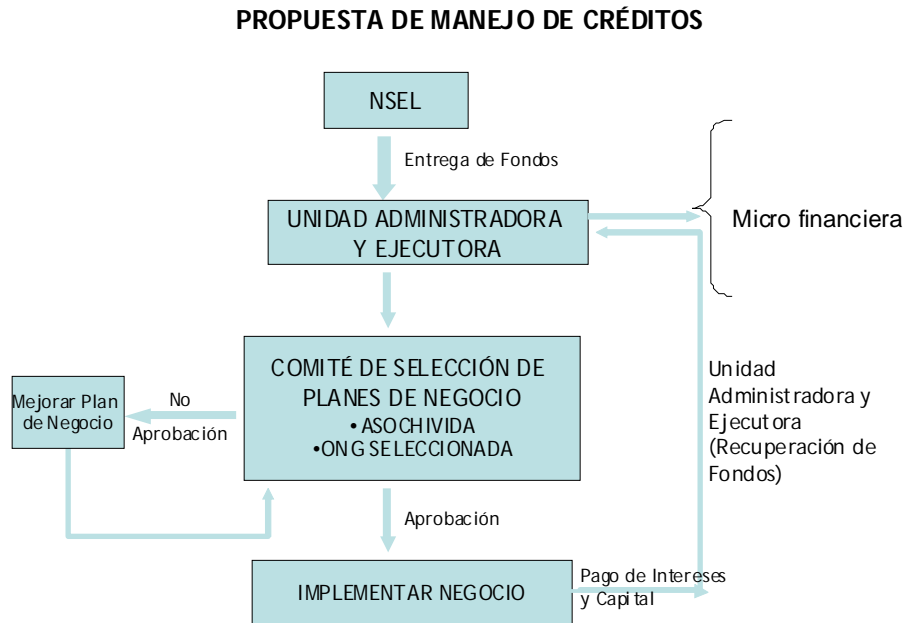 PROPUESTA DE MANEJO DE CRÉDITOS
NSEL
Entrega de Fondos
UNIDAD ADMINISTRADORA
Y EJECUTORA
Micro financiera
COMITÉ DE SELECCIÓN DE
PLANES DE NEGOCIO
• ASOCHIVIDA
•ONG SELECCIONADA
No
Aprobación
Mejorar Plan
de Negocio
Unidad
Administradora y
Ejecutora
(Recuperación de
Fondos)
Aprobación
IMPLEMENTAR NEGOCIO
Pago de Intereses
y Capital